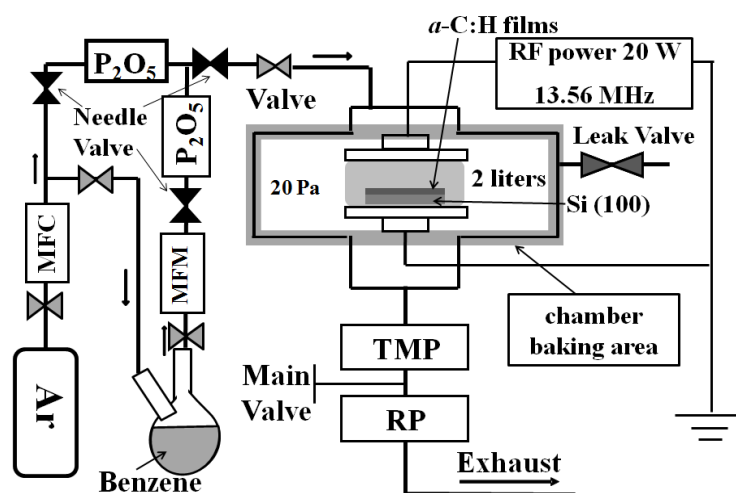 a-C:H films
P₂O₅
RF power 20 W
13.56 MHz
Needle
Valve
Valve
P₂O₅
Leak Valve
20 Pa
2 liters
Si (100)
MFC
MFM
chamber
baking area
TMP
Main
Valve
RP
Ar
Benzene
Exhaust